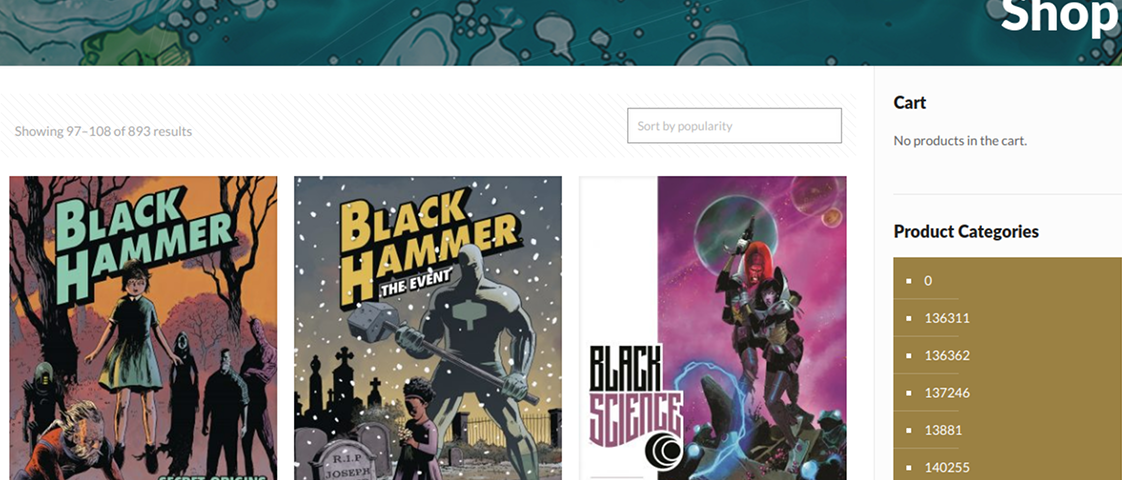 Shop
Showing 97–108 of 893 results
Sort by popularity
Cart
No products in the cart.
Product Categories
0
136311
136362
137246
13881
140255
BLACK
HAMMER
SECRET ORIGINS
BLACK
HAMMER
THE EVENT
R.I.P
JOSEPH
BLACK
SCIENCE